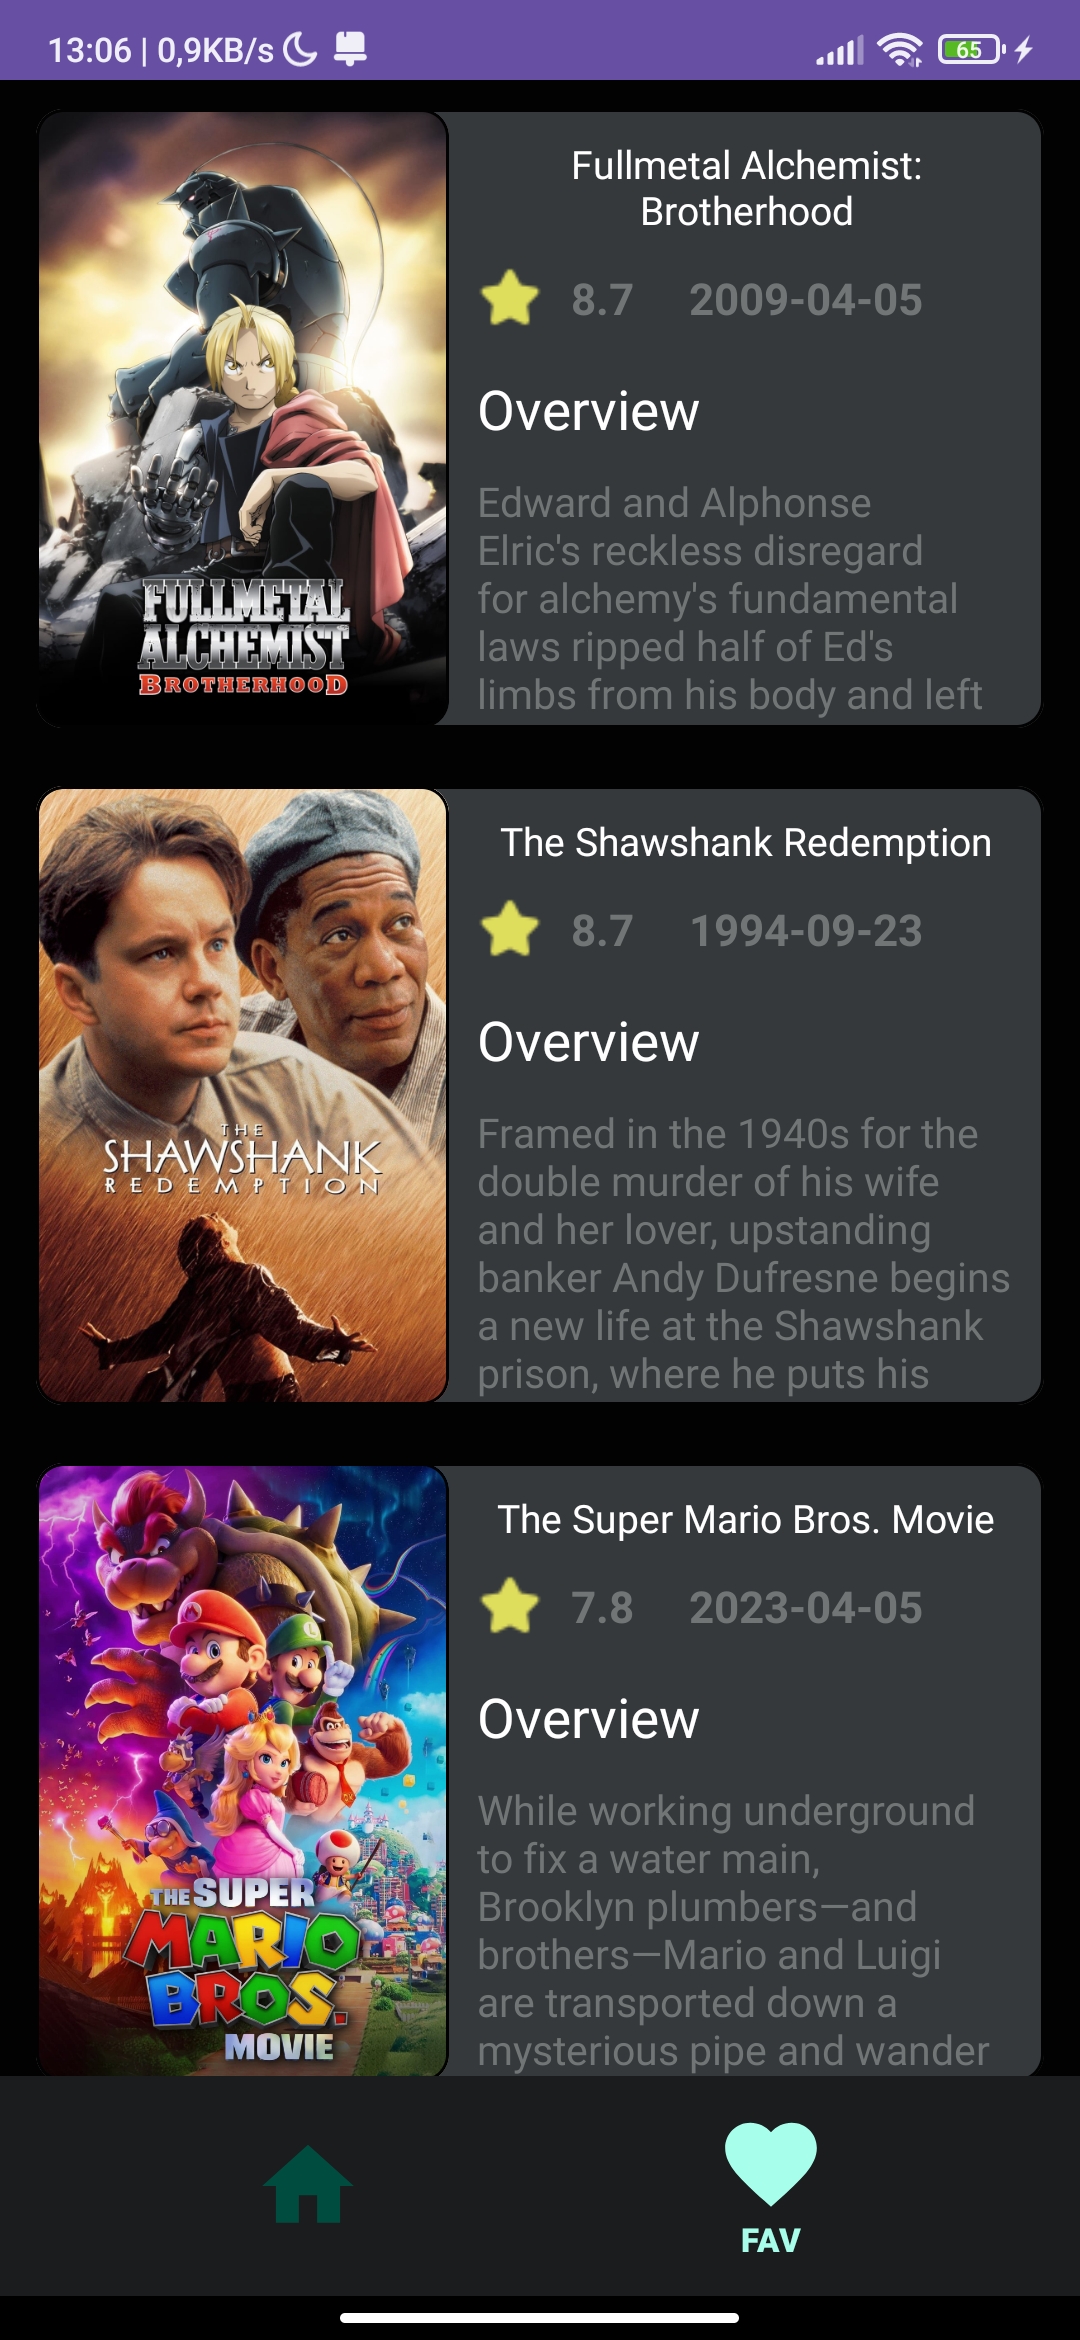 13:06 | 0,9KB/s
65
FULLMETAL
ALCHEMIST
BROTHERHOOD
Fullmetal Alchemist:
Brotherhood
8.7 2009-04-05
Overview
Edward and Alphonse
Elric's reckless disregard
for alchemy's fundamental
laws ripped half of Ed's
limbs from his body and left
THE
SHAWSHANK
REDEMPTION
The Shawshank Redemption
8.7 1994-09-23
Overview
Framed in the 1940s for the
double murder of his wife
and her lover, upstanding
banker Andy Dufresne begins
a new life at the Shawshank
prison, where he puts his
THE SUPER
MARIO
BROS.
MOVIE
The Super Mario Bros. Movie
7.8 2023-04-05
Overview
While working underground
to fix a water main,
Brooklyn plumbers—and
brothers—Mario and Luigi
are transported down a
mysterious pipe and wander
FAV